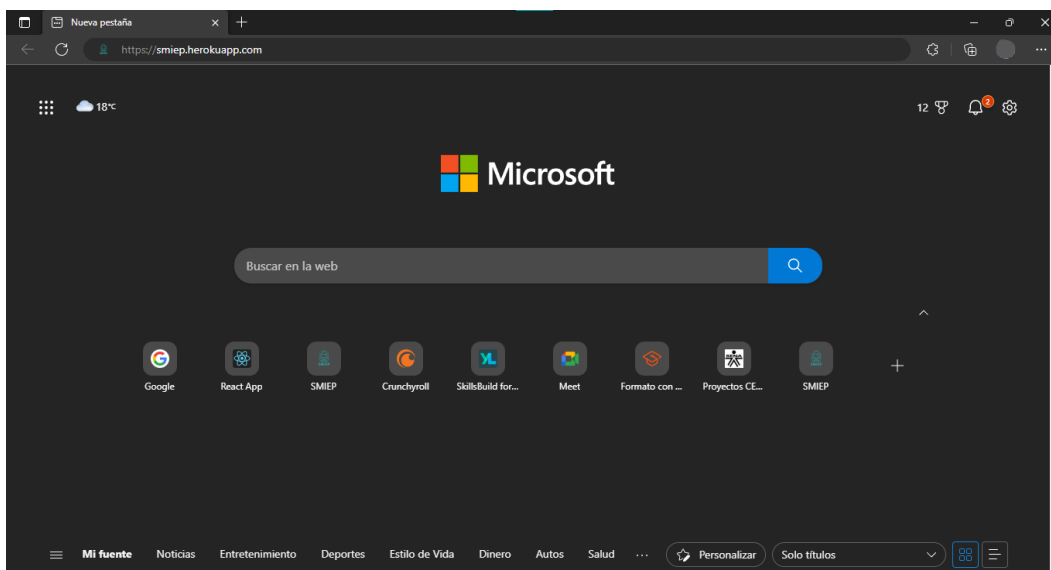 Nueva pestaña
https://smiep.herokuapp.com
18°C
12
2
Microsoft
Buscar en la web
Google
React App
SMIEP
Crunchyroll
SkillsBuild for...
Meet
Formato con ...
Proyectos CE...
SMIEP
Mi fuente Noticias Entretenimiento Deportes Estilo de Vida Dinero Autos Salud ... Personalizar Solo títulos